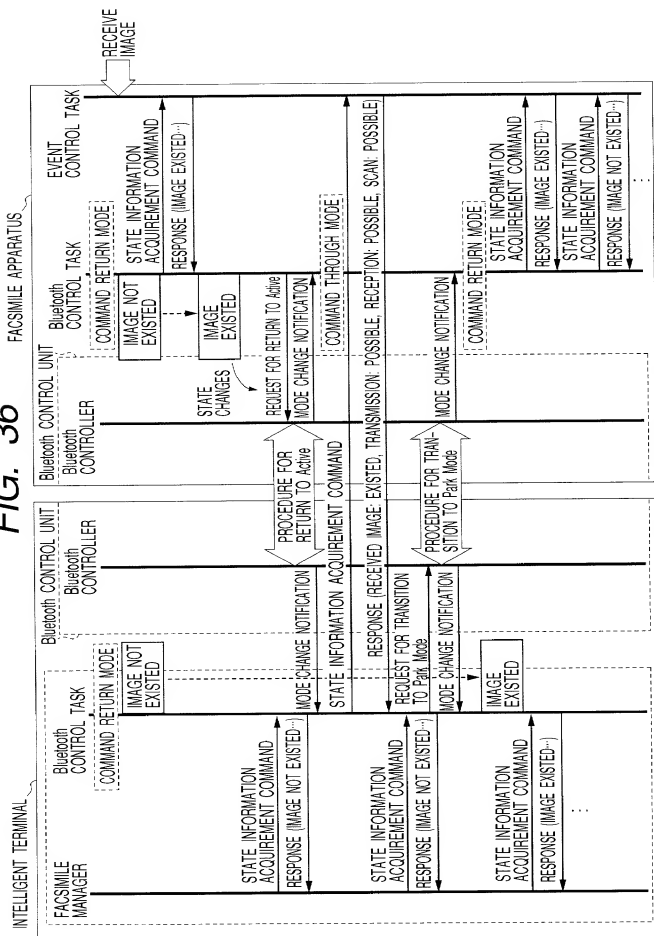 FIG. 36
INTELLIGENT TERMINAL
FACSIMILE APPARATUS
FACSIMILE
MANAGER
Bluetooth
CONTROL TASK
Bluetooth CONTROL UNIT
Bluetooth
CONTROLLER
Bluetooth CONTROL UNIT
Bluetooth
CONTROLLER
Bluetooth
CONTROL TASK
EVENT
CONTROL TASK
RECEIVE
IMAGE
COMMAND RETURN MODE
IMAGE NOT
EXISTED
COMMAND RETURN MODE
IMAGE NOT
EXISTED
STATE INFORMATION
ACQUIREMENT COMMAND
RESPONSE (IMAGE EXISTED...)
STATE
CHANGES
IMAGE
EXISTED
STATE INFORMATION
ACQUIREMENT COMMAND
RESPONSE (IMAGE NOT EXISTED...)
REQUEST FOR RETURN TO Active
MODE CHANGE NOTIFICATION
PROCEDURE FOR
RETURN TO Active
MODE CHANGE NOTIFICATION
COMMAND THROUGH MODE
STATE INFORMATION ACQUIREMENT COMMAND
RESPONSE (RECEIVED IMAGE: EXISTED, TRANSMISSION: POSSIBLE, RECEPTION: POSSIBLE, SCAN: POSSIBLE)
STATE INFORMATION
ACQUIREMENT COMMAND
RESPONSE (IMAGE NOT EXISTED...)
REQUEST FOR TRANSITION
TO Park Mode
MODE CHANGE NOTIFICATION
PROCEDURE FOR TRAN-
SITION TO Park Mode
MODE CHANGE NOTIFICATION
COMMAND RETURN MODE
IMAGE
EXISTED
STATE INFORMATION
ACQUIREMENT COMMAND
RESPONSE (IMAGE EXISTED...)
STATE INFORMATION
ACQUIREMENT COMMAND
RESPONSE (IMAGE EXISTED...)
STATE INFORMATION
ACQUIREMENT COMMAND
RESPONSE (IMAGE NOT EXISTED...)